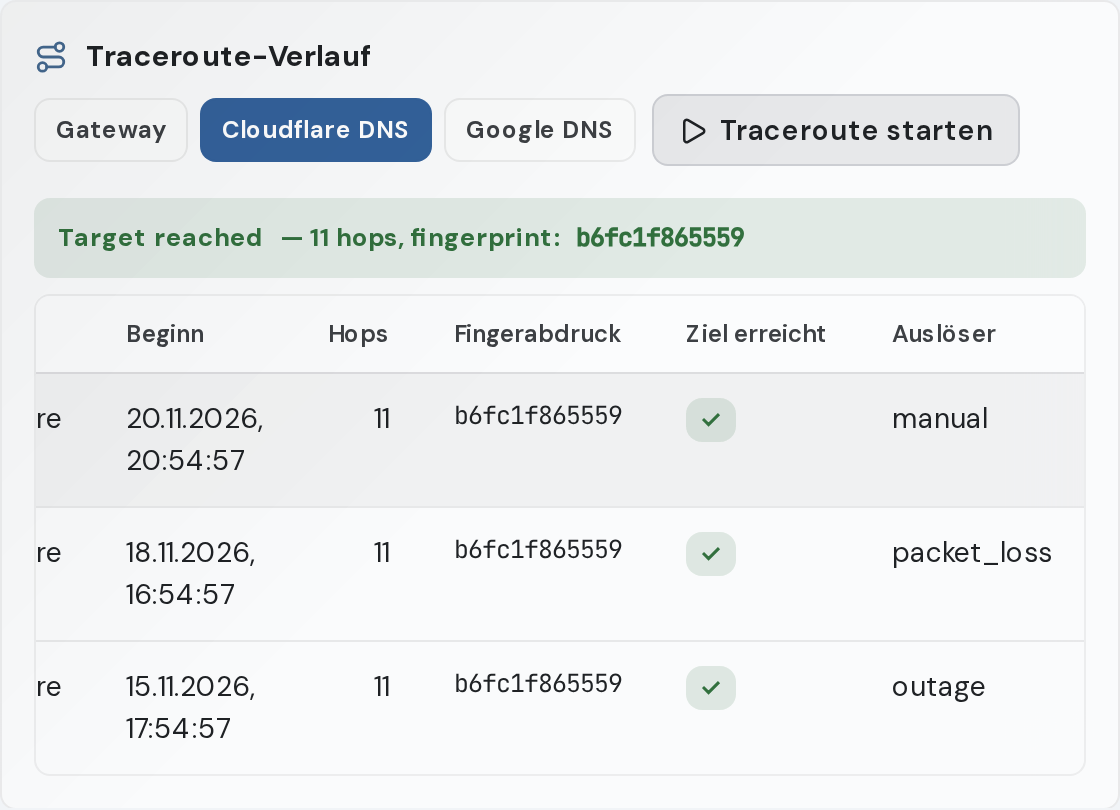 Traceroute-Verlauf
Gateway Cloudflare DNS Google DNS Traceroute starten
Target reached — 11 hops, fingerprint: b6fc1f865559
Beginn Hops Fingerabdruck Ziel erreicht Auslöser
re 20.11.2026, 11 b6fc1f865559 manual
20:54:57
re 18.11.2026, 11 b6fc1f865559 packet_loss
16:54:57
re 15.11.2026, 11 b6fc1f865559 outage
17:54:57